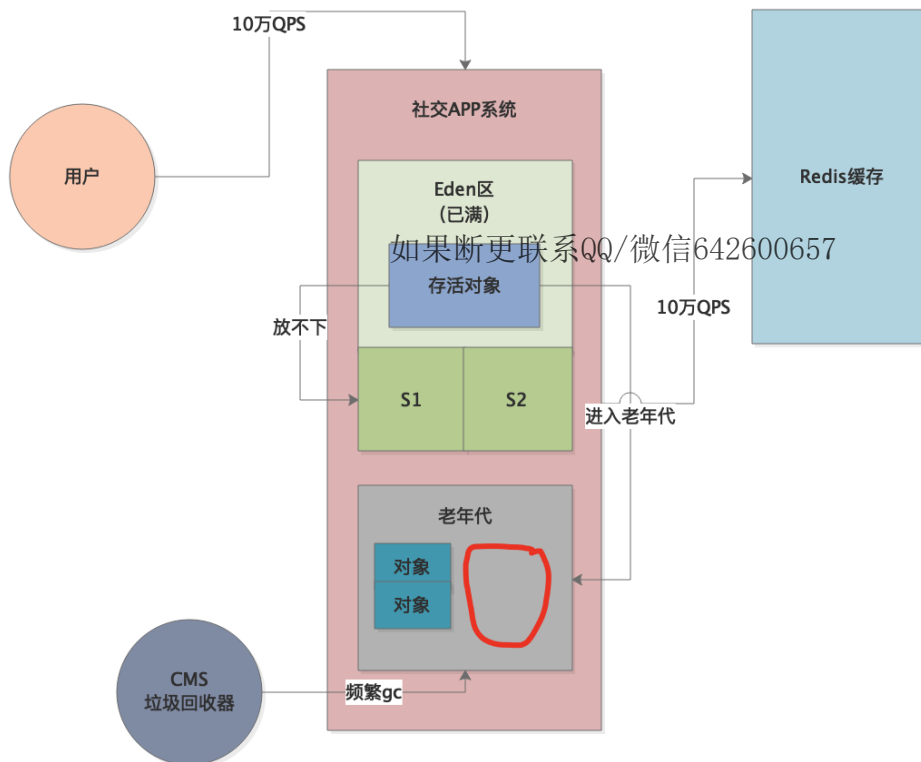 10万QPS
社交APP系统
用户
Eden区
(已满)
Redis缓存
如果断更联系QQ/微信642600657
存活对象
10万QPS
放不下
S1
S2
进入老年代
老年代
对象
对象
CMS
垃圾回收器
频繁gc